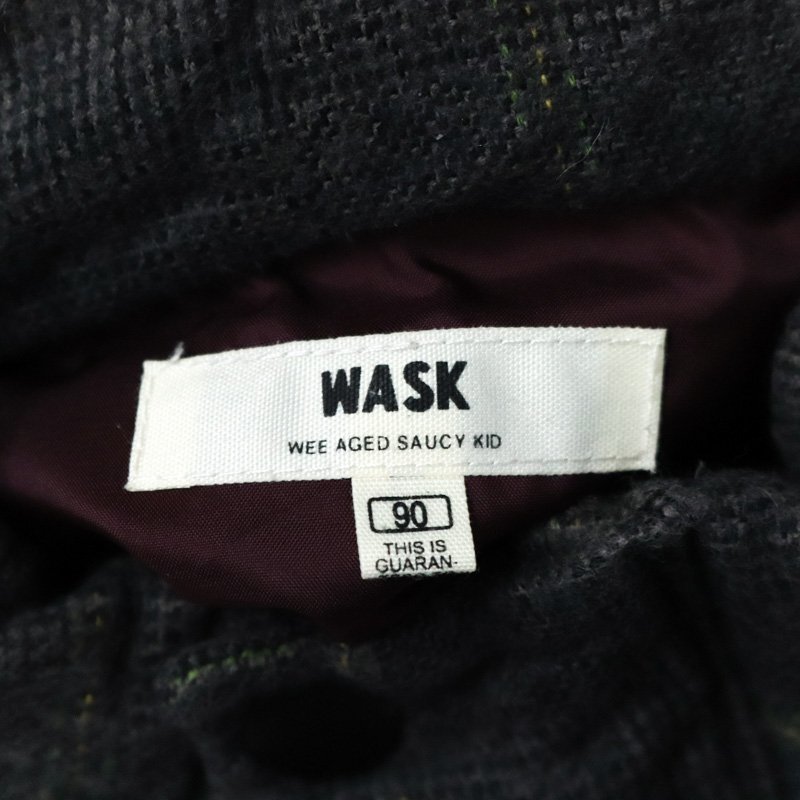 WASK
WEE AGED SAUCY KID
90
THIS IS
GUARAN-